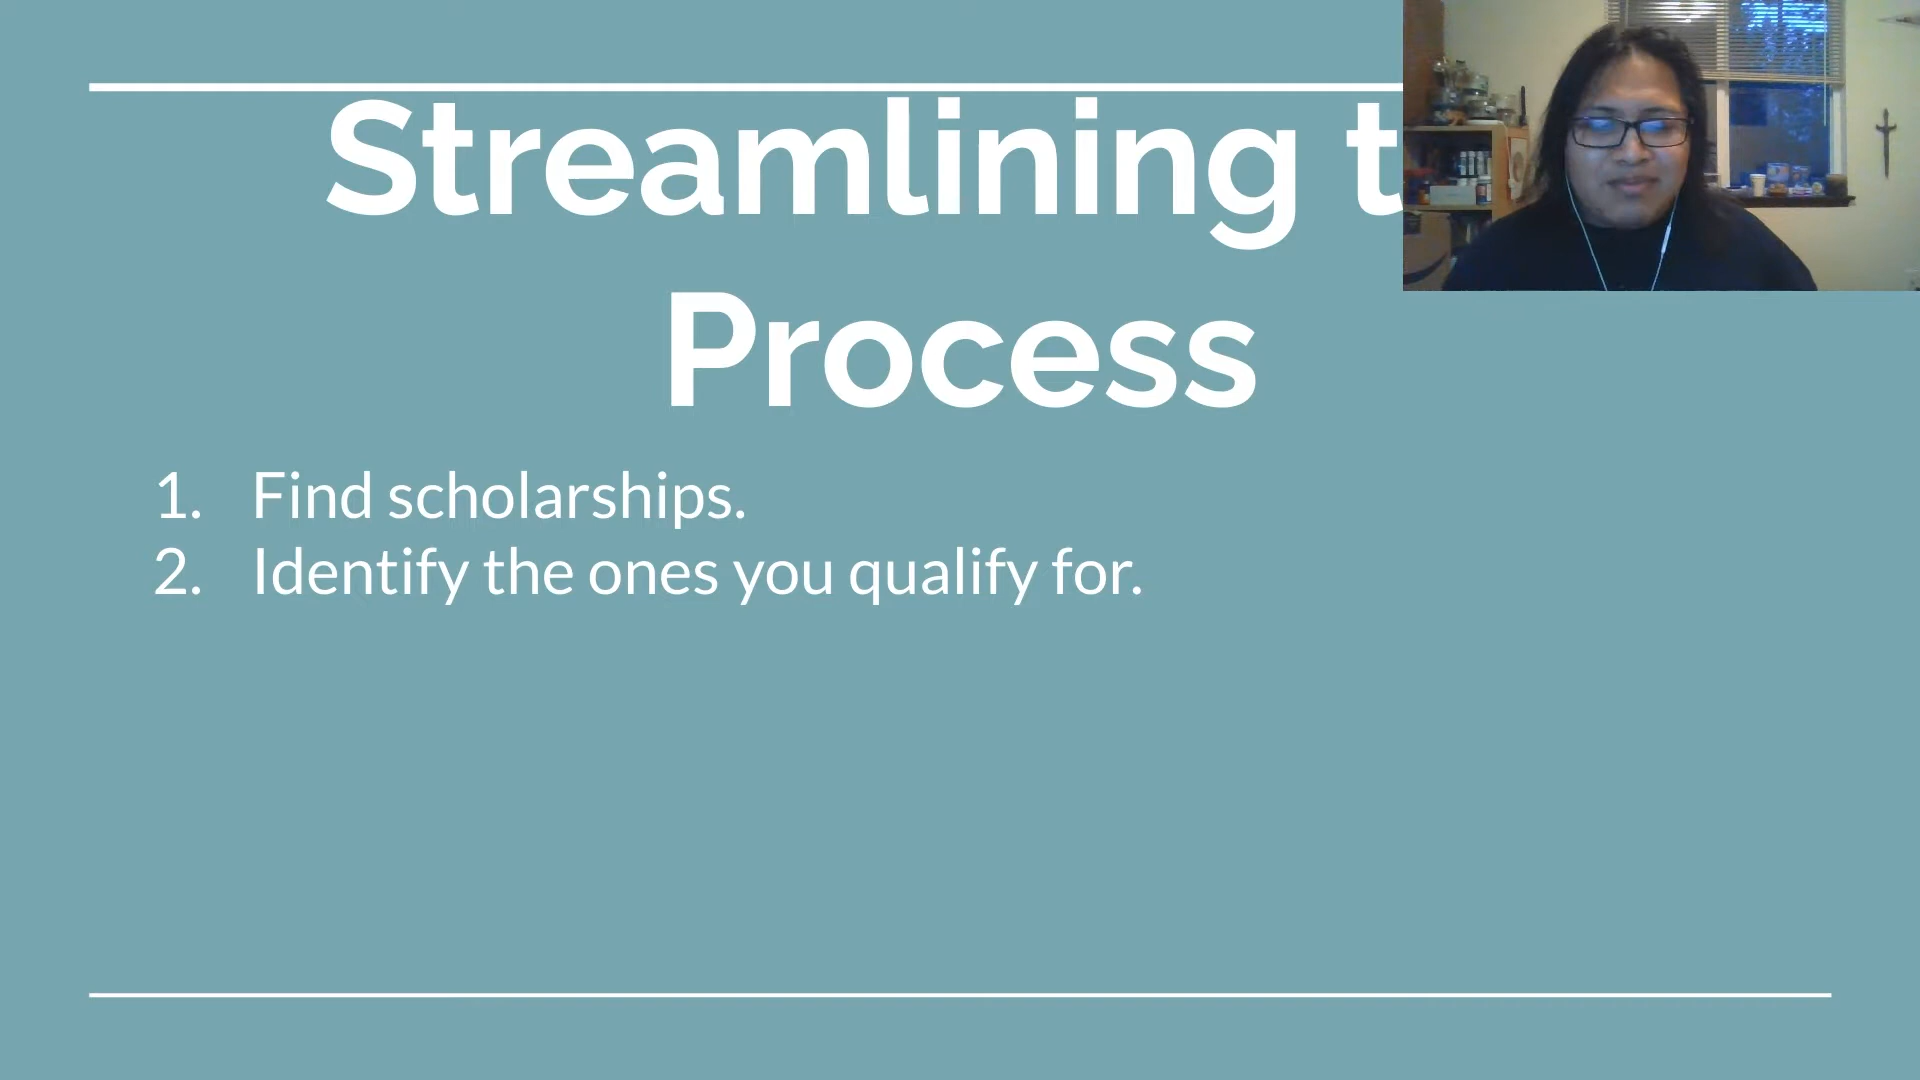 Streamlining t
Process
1. Find scholarships.
2. Identify the ones you qualify for.